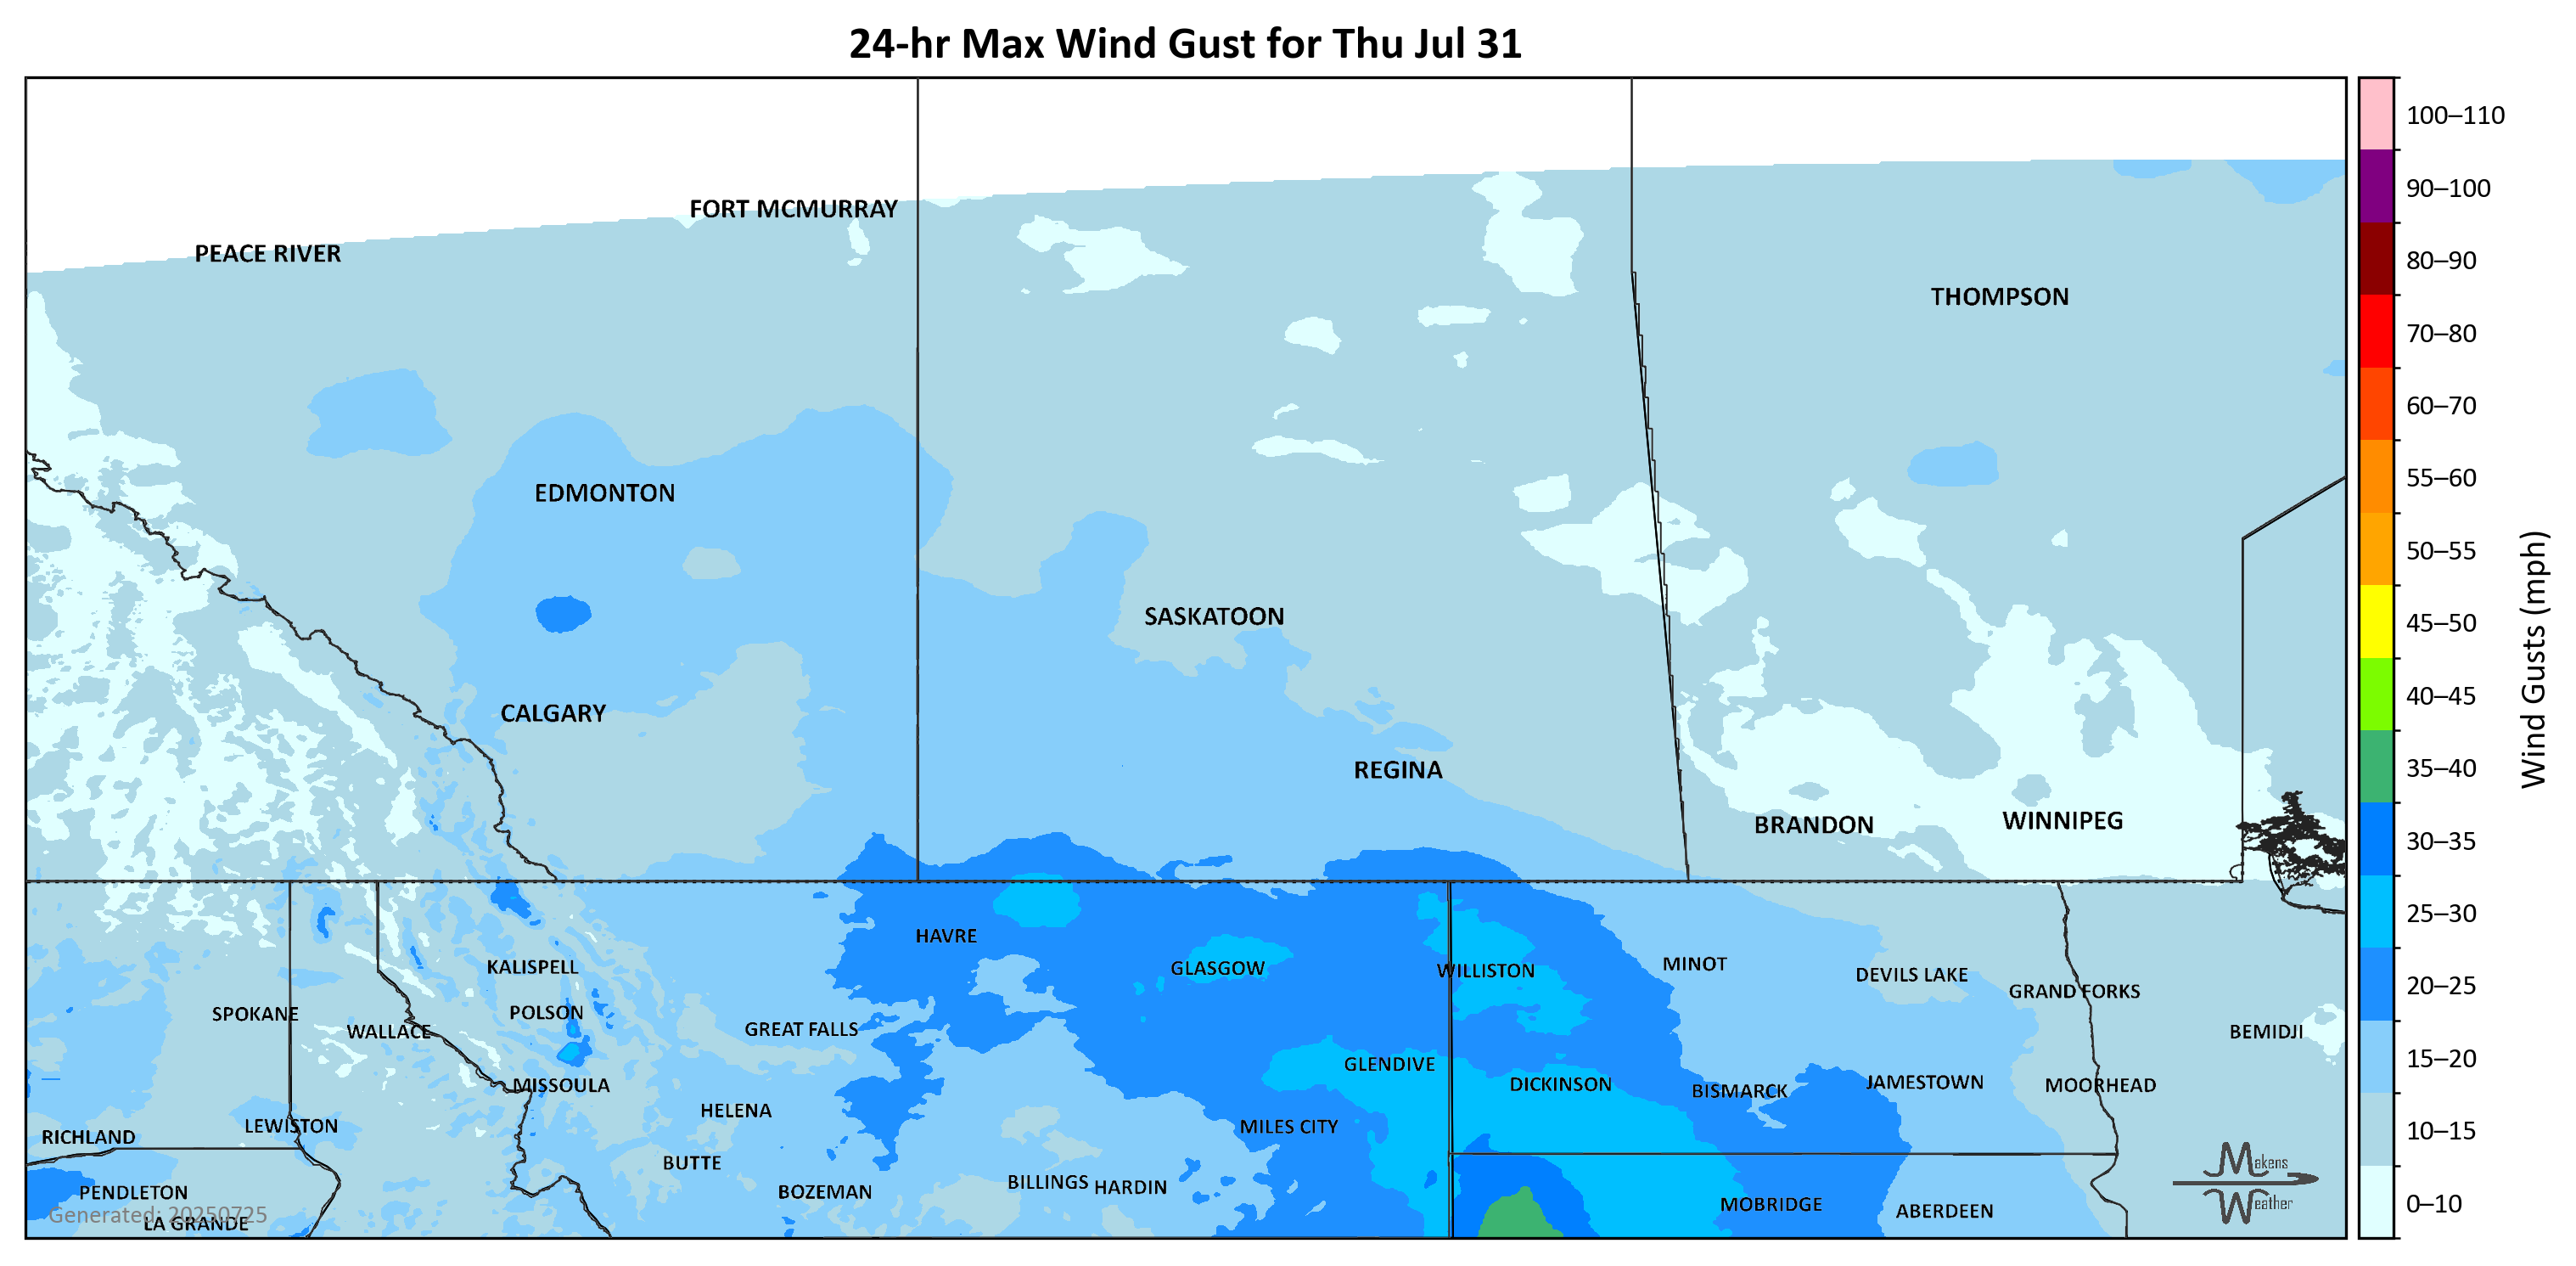 24-hr Max Wind Gust for Thu Jul 31
100–110
90–100
80–90
70–80
60–70
55–60
50–55
45–50
40–45
35–40
30–35
25–30
20–25
15–20
10–15
0–10
Wind Gusts (mph)
FORT MCMURRAY
PEACE RIVER
THOMPSON
EDMONTON
SASKATOON
CALGARY
REGINA
WINNIPEG
BRANDON
HAVRE
MINOT
KALISPELL
GLASGOW
WILLISTON
DEVILS LAKE
GRAND FORKS
POLSON
SPOKANE
GREAT FALLS
WALLACE
BEMIDJI
GLENDIVE
JAMESTOWN
DICKINSON
MISSOULA
MOORHEAD
BISMARCK
HELENA
LEWISTON
MILES CITY
RICHLAND
BUTTE
BILLINGS
HARDIN
PENDLETON
BOZEMAN
MOBRIDGE
ABERDEEN
Generated: 20250725
LA GRANDE
Makens
Weather